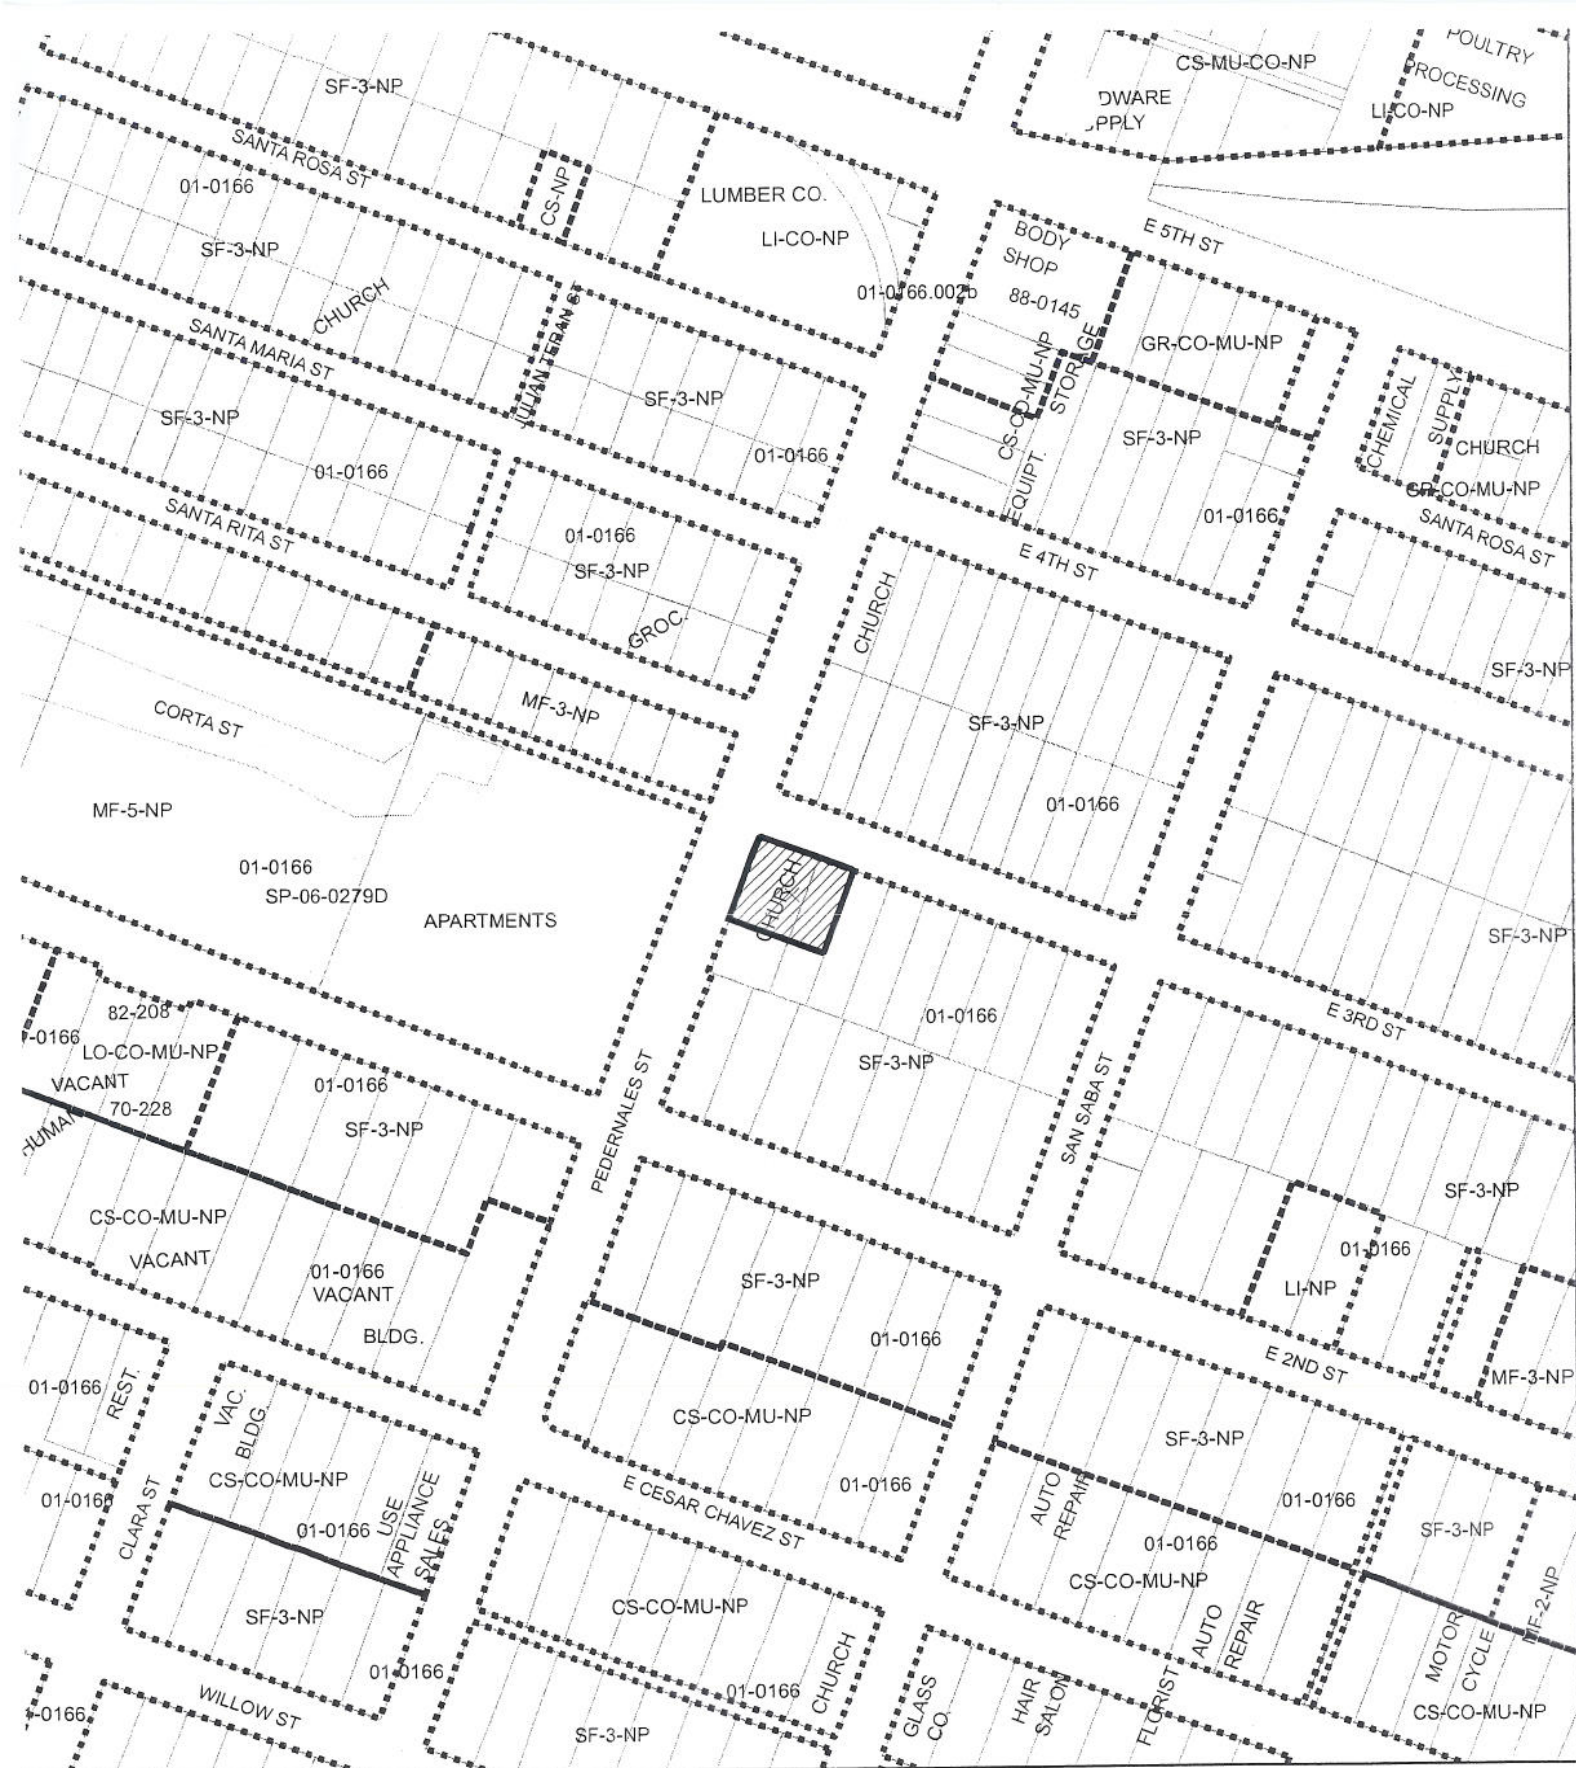 POULTRY
PROCESSING
CS-MU-CO-NP
LI-CO-NP
DWARE
PPLY
SF-3-NP
SANTA ROSA ST
01-0166
CS-NP
LUMBER CO.
LI-CO-NP
E 5TH ST
BODY
SHOP
88-0145
SF-3-NP
CHURCH
JULIAN TERAN ST
01-0166.002b
CS-CO-MU-NP
EQUIPT. STORAGE
GR-CO-MU-NP
SANTA MARIA ST
SF-3-NP
SF-3-NP
01-0166
CHEMICAL
SUPPLY
CHURCH
GR-CO-MU-NP
SF-3-NP
01-0166
01-0166
SANTA ROSA ST
SANTA RITA ST
01-0166
SF-3-NP
GROC.
E 4TH ST
CHURCH
SF-3-NP
MF-3-NP
CORTA ST
SF-3-NP
01-0166
MF-5-NP
01-0166
SP-06-0279D
APARTMENTS
CHURCH
SF-3-NP
01-0166
SF-3-NP
E 3RD ST
82-208
-0166
LO-CO-MU-NP
VACANT
70-228
HUMAN
01-0166
SF-3-NP
PEDERNALES ST
SAN SABA ST
SF-3-NP
01-0166
LI-NP
CS-CO-MU-NP
VACANT
01-0166
VACANT
BLDG.
SF-3-NP
01-0166
E 2ND ST
MF-3-NP
01-0166
REST.
VAC.
BLDG.
CS-CO-MU-NP
SF-3-NP
CS-CO-MU-NP
01-0166
01-0166
CLARA ST
01-0166
USE
APPLIANCE
SALES
E CESAR CHAVEZ ST
01-0166
AUTO
REPAIR
01-0166
SF-3-NP
01-0166
CS-CO-MU-NP
SF-3-NP
CS-CO-MU-NP
AUTO
REPAIR
MF-2-NP
MOTOR
CYCLE
CS-CO-MU-NP
01-0166
01-0166
CHURCH
GLASS
CO.
HAIR
SALON
FLORIST
-0166
WILLOW ST
SF-3-NP